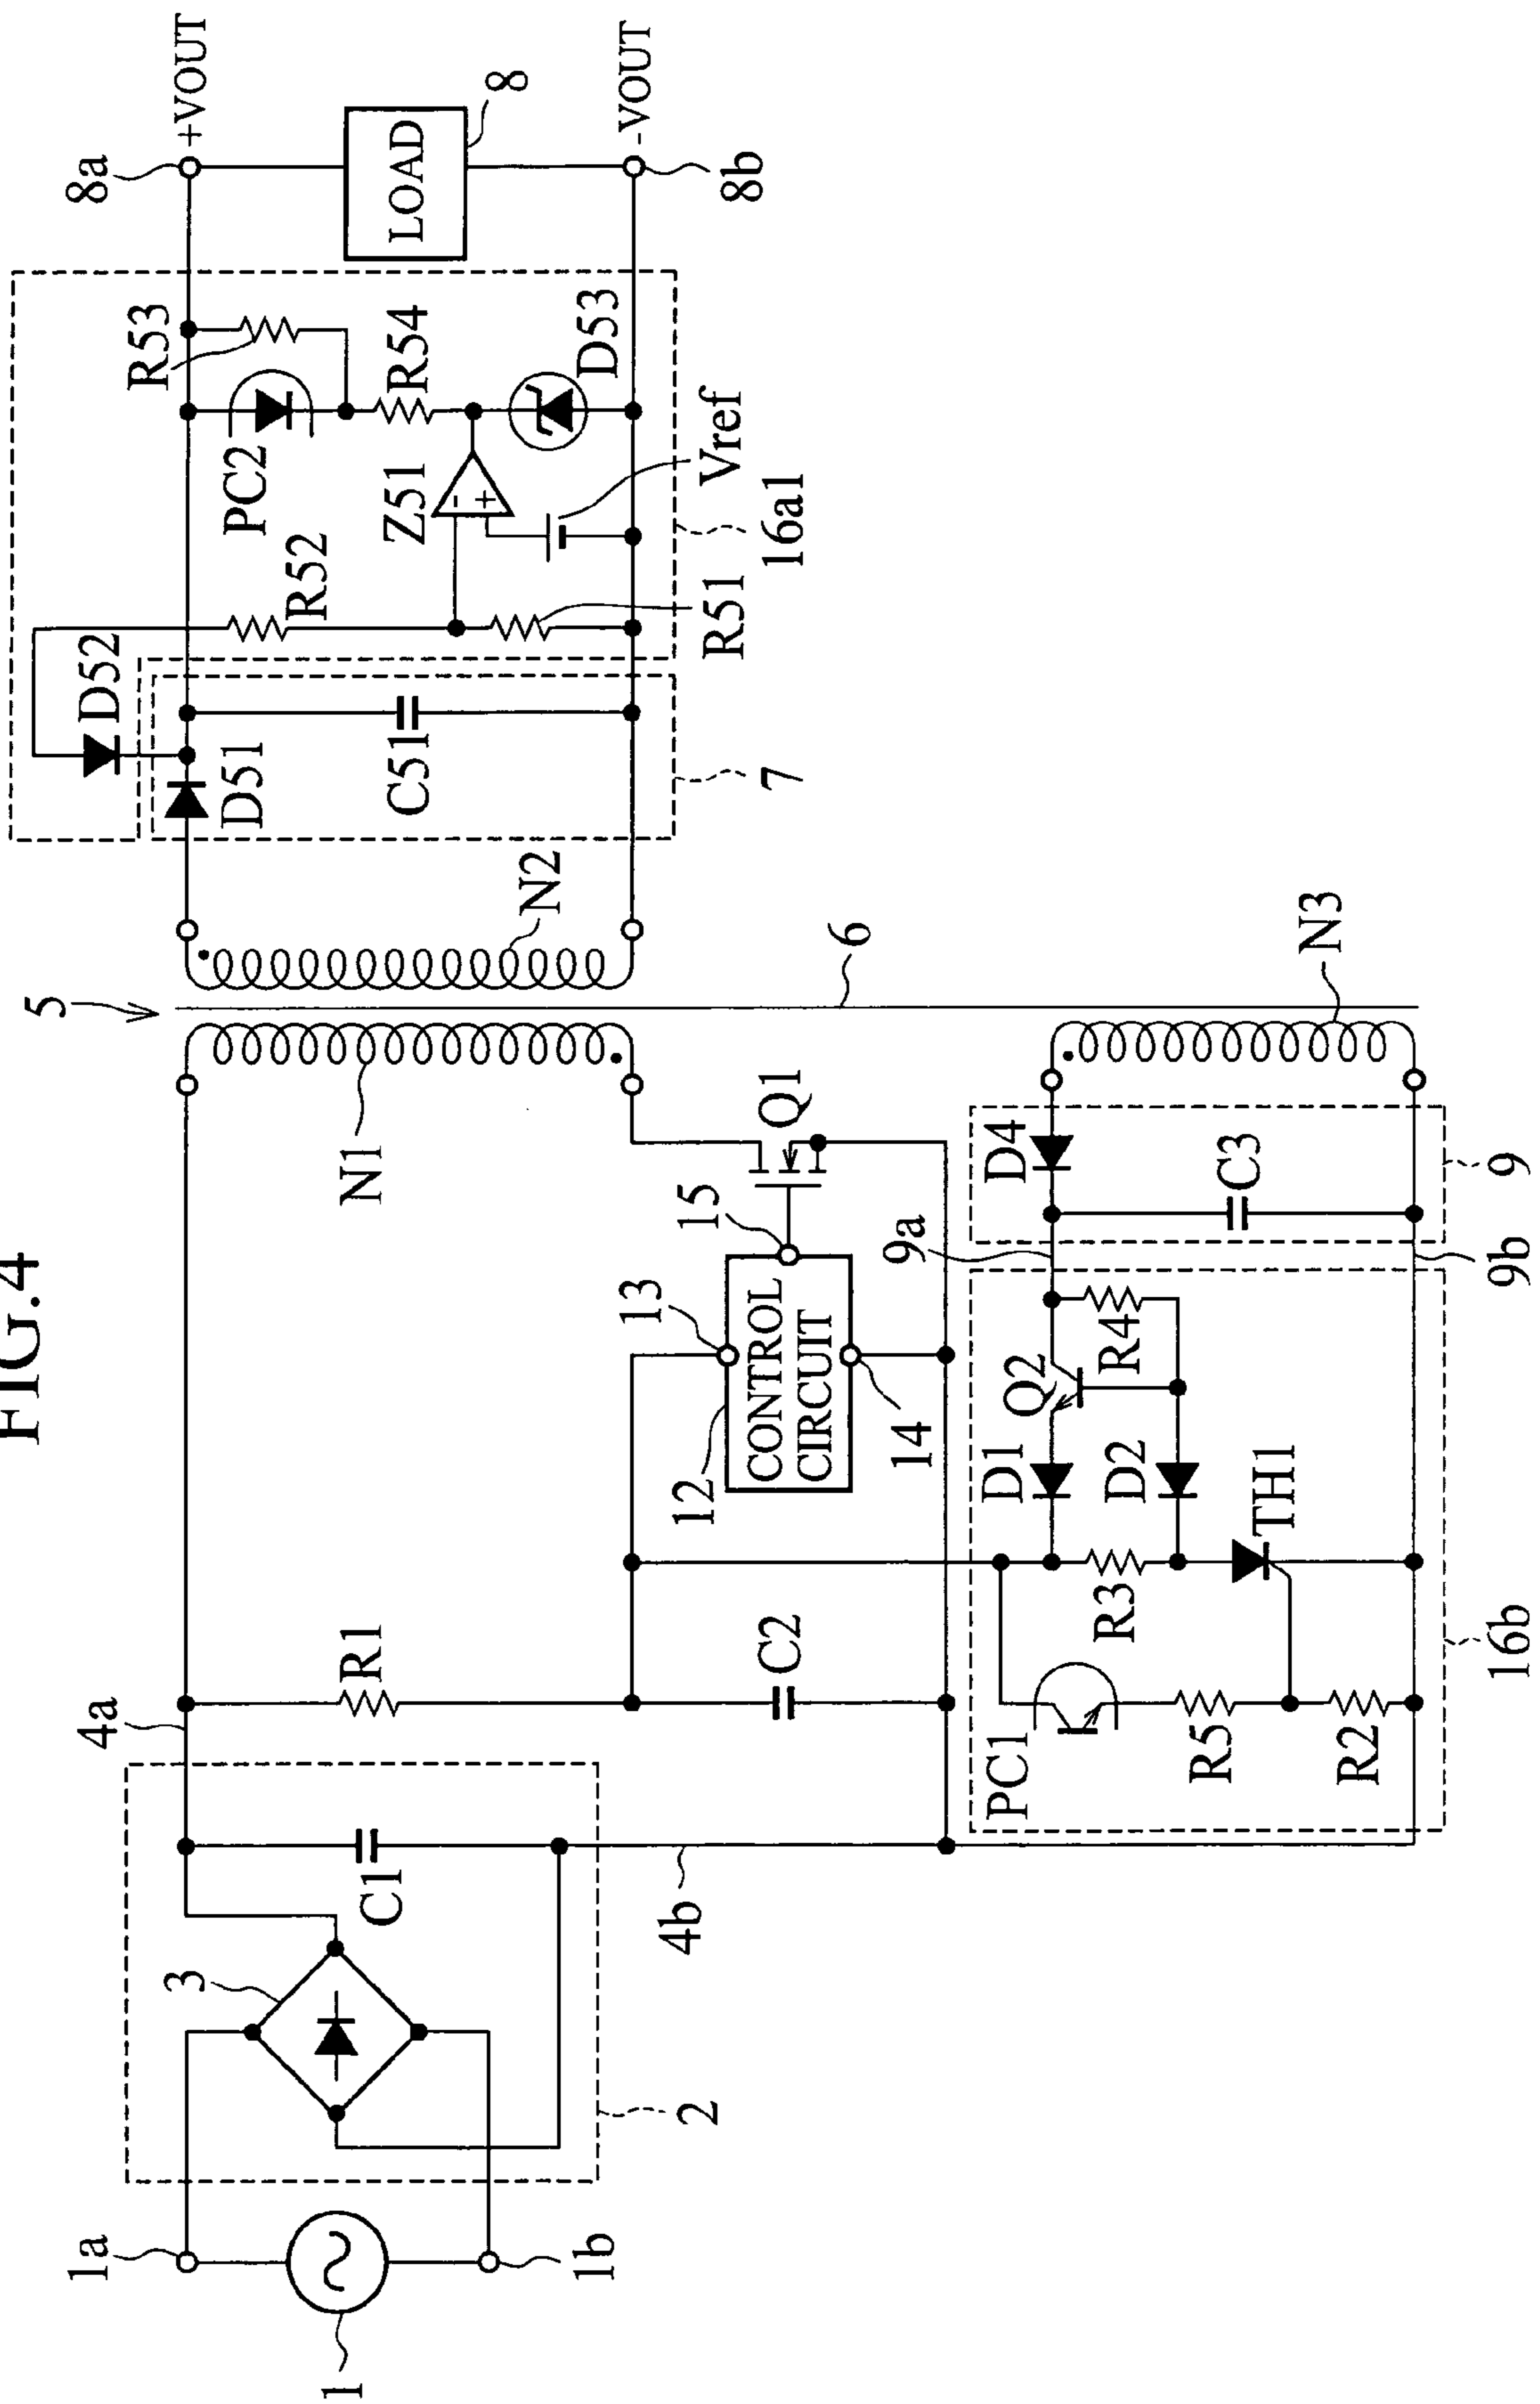 FIG.4
1
1a
1b
2
3
C1
4a
4b
R1
C2
12
13
CONTROL
CIRCUIT
14
15
Q1
5
N1
N2
6
N3
D51
C51
7
D52
R52
R51
Z51
-
+
Vref
16a1
PC2
R53
R54
D53
8a
+VOUT
LOAD
8
-VOUT
8b
PC1
R5
R2
R3
TH1
D1
D2
Q2
R4
16b
9a
9b
D4
C3
9